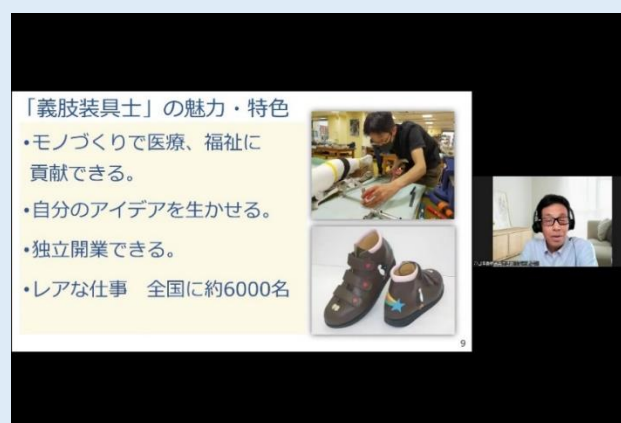 「義肢装具士」の魅力・特色
•モノづくりで医療、福祉に
貢献できる。
•自分のアイデアを生かせる。
•独立開業できる。
•レアな仕事　全国に約6000名
9